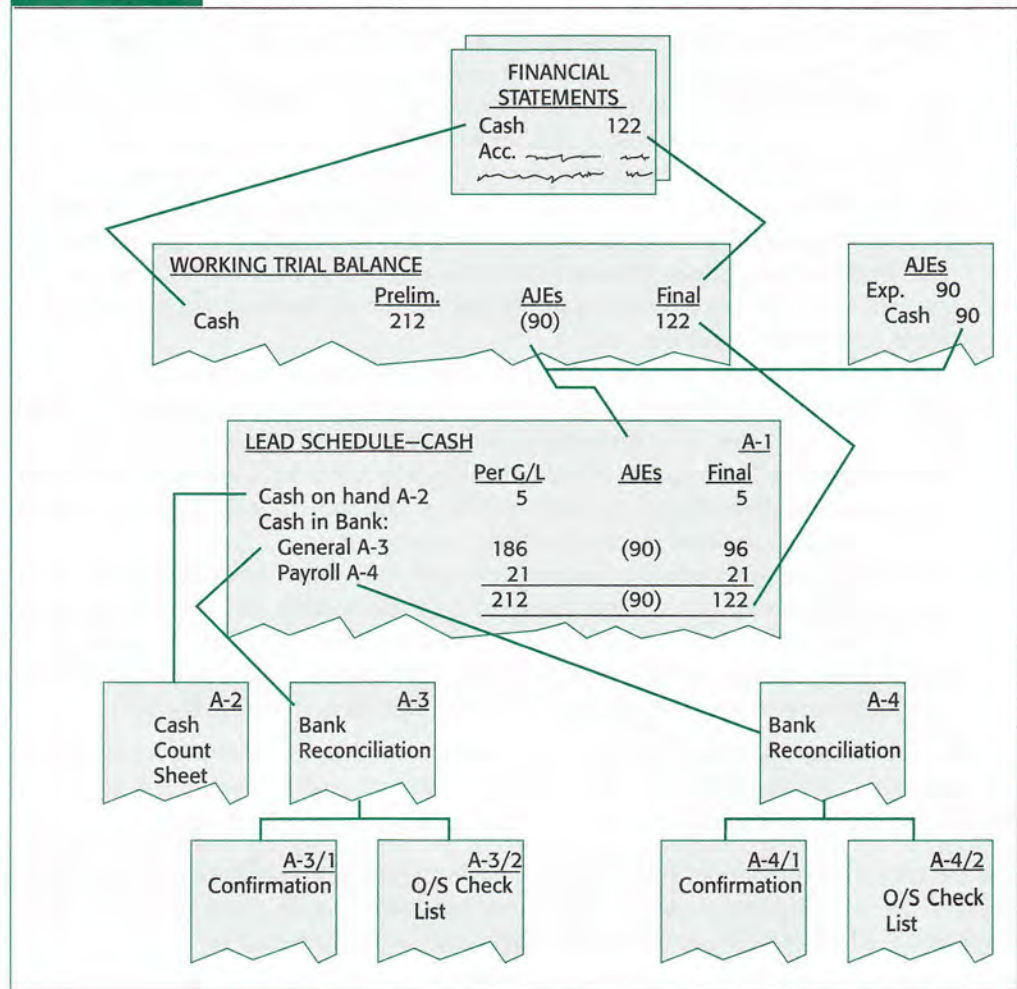 FINANCIAL
STATEMENTS
Cash 122
Acc.
WORKING TRIAL BALANCE
Prelim. AJEs Final
Cash 212 (90) 122
AJEs
Exp. 90
Cash 90
LEAD SCHEDULE—CASH A-1
Per G/L AJEs Final
Cash on hand A-2 5 5
Cash in Bank:
General A-3 186 (90) 96
Payroll A-4 21 21
212 (90) 122
A-2
Cash
Count
Sheet
A-3
Bank
Reconciliation
A-4
Bank
Reconciliation
A-3/1
Confirmation
A-3/2
O/S Check
List
A-4/1
Confirmation
A-4/2
O/S Check
List